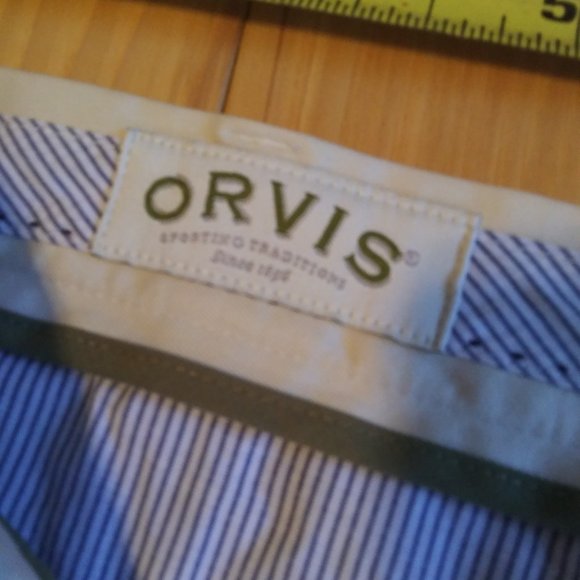 5
ORVIS®
SPORTING TRADITIONS
Since 1856